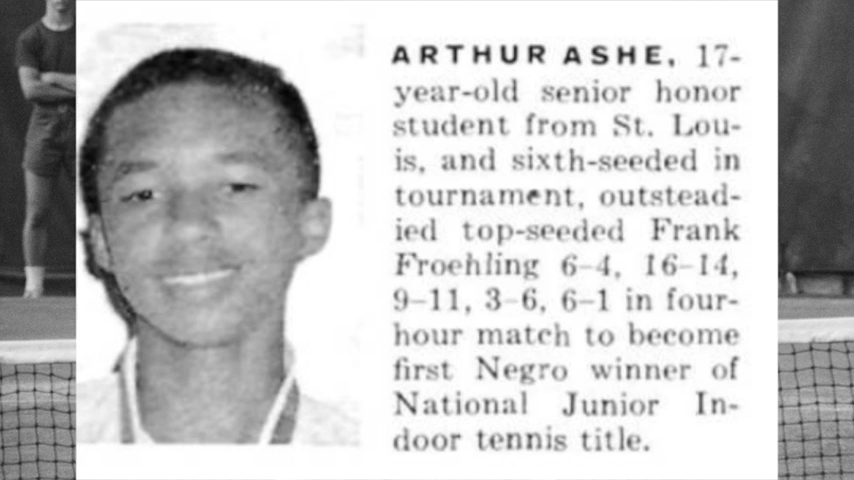 ARTHUR ASHE, 17-
year-old senior honor
student from St. Lou-
is, and sixth-seeded in
tournament, outstead-
ied top-seeded Frank
Froehling 6–4, 16–14,
9–11, 3–6, 6–1 in four-
hour match to become
first Negro winner of
National Junior In-
door tennis title.